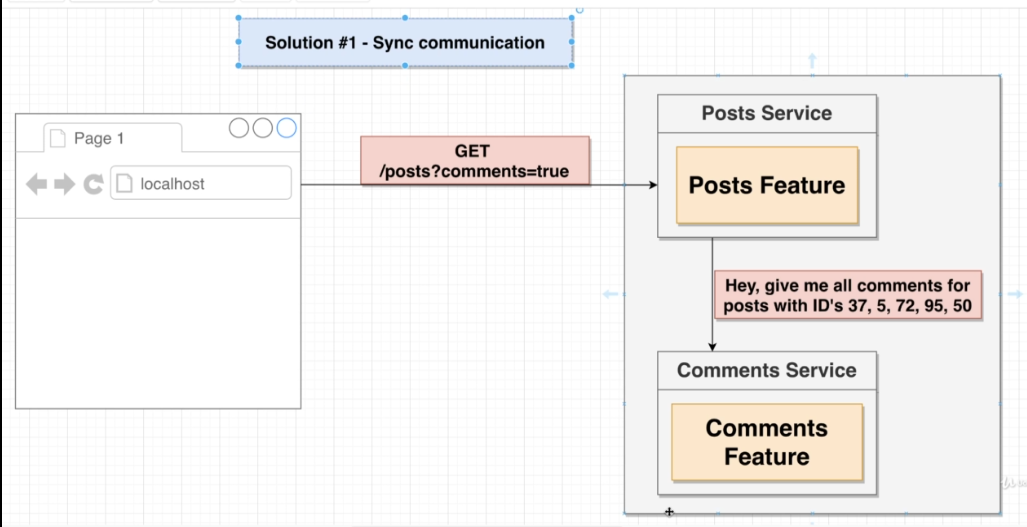 Solution #1 - Sync communication
Page 1
localhost
GET
/posts?comments=true
Posts Service
Posts Feature
Hey, give me all comments for
posts with ID's 37, 5, 72, 95, 50
Comments Service
Comments
Feature